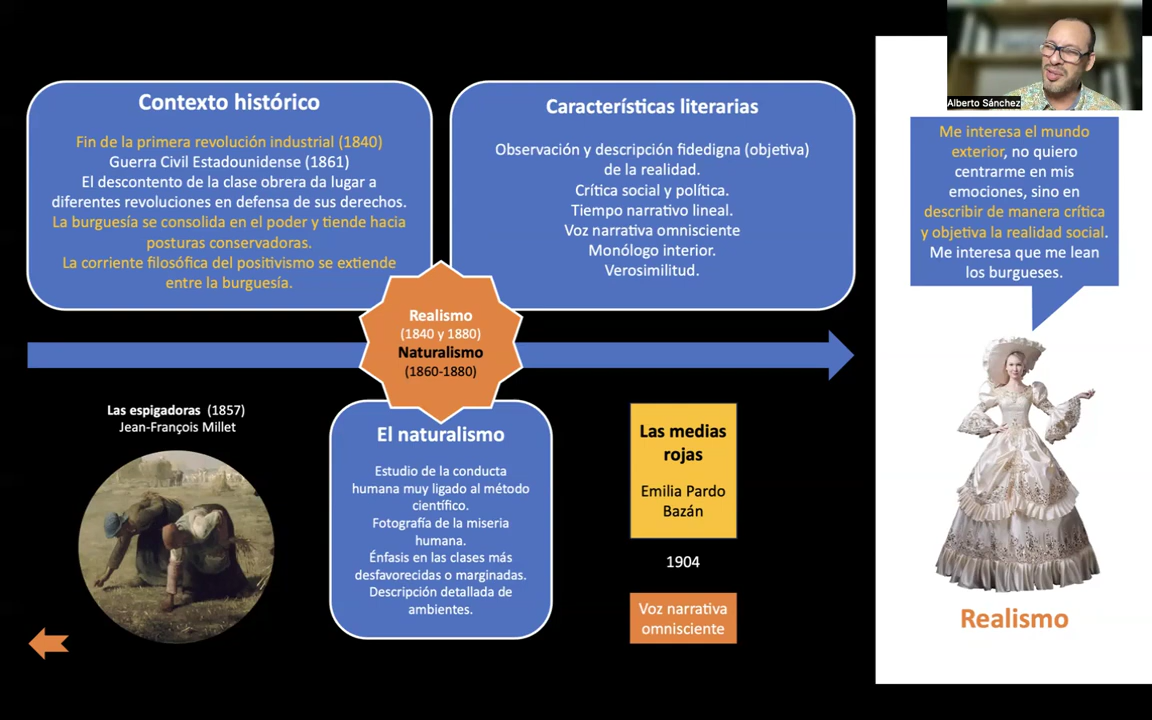 Alberto Sánchez
Contexto histórico
Fin de la primera revolución industrial (1840)
Guerra Civil Estadounidense (1861)
El descontento de la clase obrera da lugar a
diferentes revoluciones en defensa de sus derechos.
La burguesía se consolida en el poder y tiende hacia
posturas conservadoras.
La corriente filosófica del positivismo se extiende
entre la burguesía.
Características literarias
Observación y descripción fidedigna (objetiva)
de la realidad.
Crítica social y política.
Tiempo narrativo lineal.
Voz narrativa omnisciente
Monólogo interior.
Verosimilitud.
Me interesa el mundo
exterior, no quiero
centrarme en mis
emociones, sino en
describir de manera crítica
y objetiva la realidad social.
Me interesa que me lean
los burgueses.
Realismo
(1840 y 1880)
Naturalismo
(1860-1880)
Las espigadoras (1857)
Jean-François Millet
El naturalismo
Estudio de la conducta
humana muy ligado al método
científico.
Fotografía de la miseria
humana.
Énfasis en las clases más
desfavorecidas o marginadas.
Descripción detallada de
ambientes.
Las medias
rojas
Emilia Pardo
Bazán
1904
Voz narrativa
omnisciente
Realismo